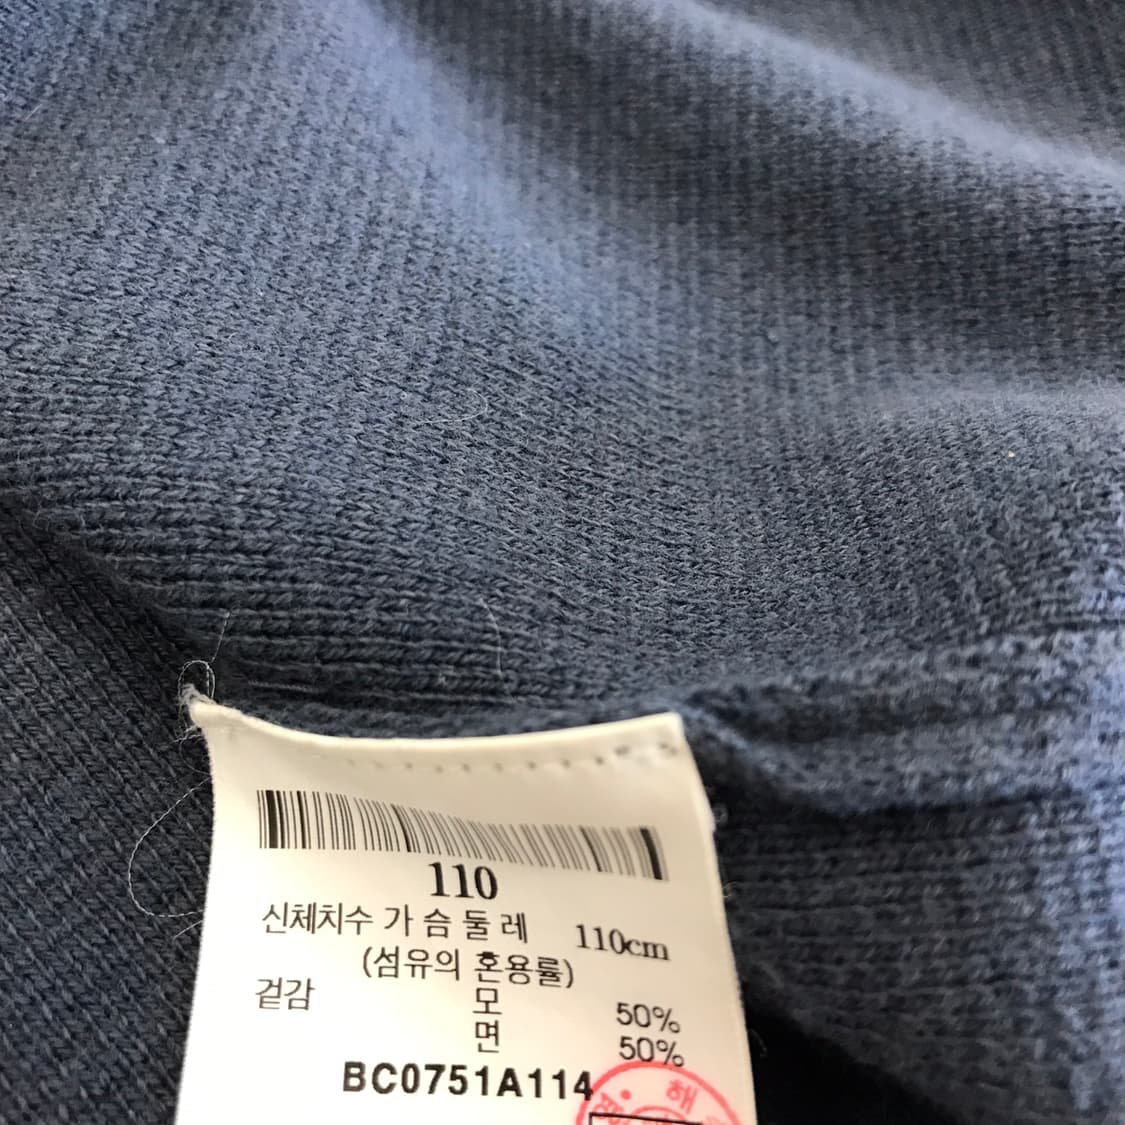 110
신체치수 가 슴 둘 레 110cm
(섬유의 혼용률)
겉감 모 50%
면 50%
BC0751A114